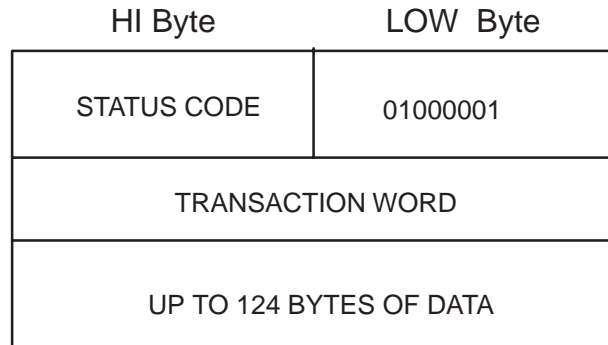 HI Byte LOW Byte
STATUS CODE 01000001
TRANSACTION WORD
UP TO 124 BYTES OF DATA